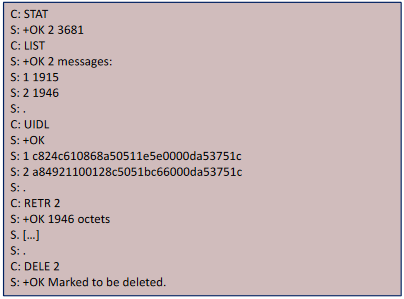 C: STAT
S: +OK 2 3681
C: LIST
S: +OK 2 messages:
S: 1 1915
S: 2 1946
S: .
C: UIDL
S: +OK
S: 1 c824c610868a50511e5e0000da53751c
S: 2 a84921100128c5051bc66000da53751c
S: .
C: RETR 2
S: +OK 1946 octets
S. […]
S: .
C: DELE 2
S: +OK Marked to be deleted.